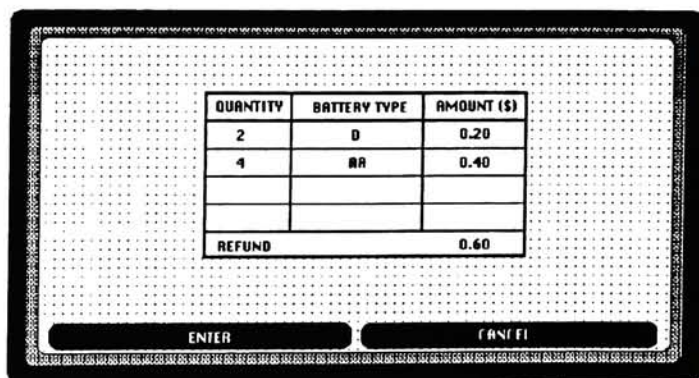 QUANTITY BATTERY TYPE AMOUNT ($)
2 D 0.20
4 AA 0.40
REFUND 0.60
ENTER CANCEL